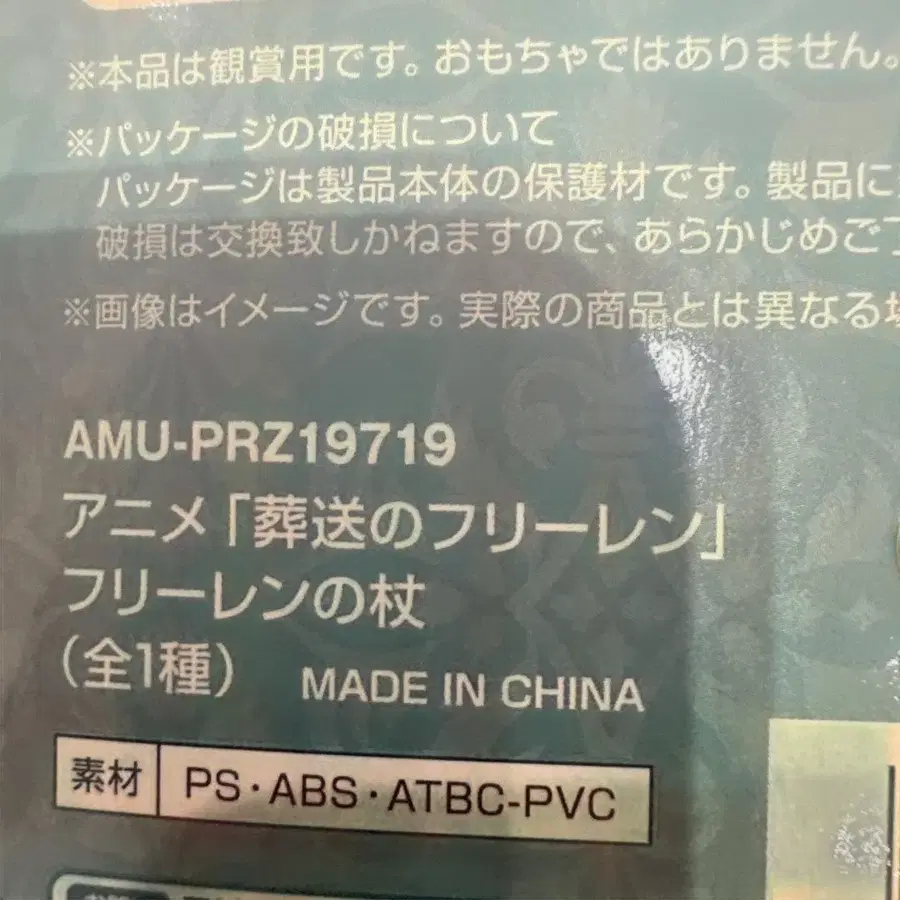 ※本品は観賞用です。おもちゃではありません。
※パッケージの破損について
パッケージは製品本体の保護材です。製品に
破損は交換致しかねますので、あらかじめご了
※画像はイメージです。実際の商品とは異なる場
AMU-PRZ19719
アニメ「葬送のフリーレン」
フリーレンの杖
(全1種) MADE IN CHINA
素材 PS・ABS・ATBC-PVC